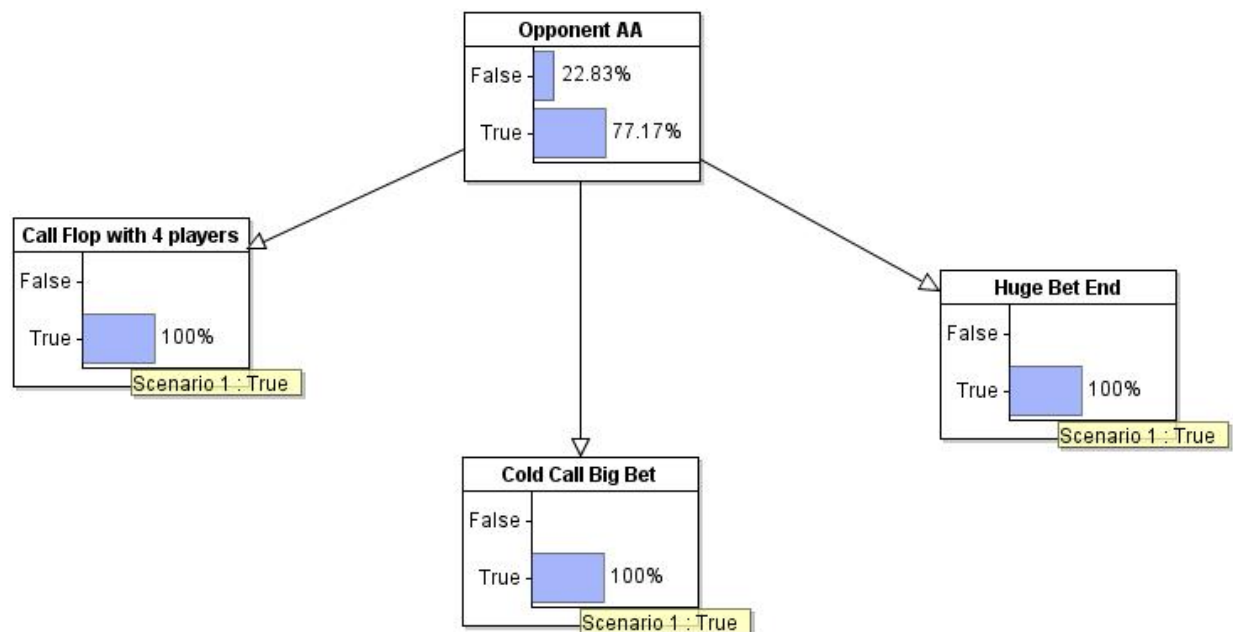 Opponent AA
False 22.83%
True 77.17%
Call Flop with 4 players
False
True 100%
Scenario 1 : True
Huge Bet End
False
True 100%
Scenario 1 : True
Cold Call Big Bet
False
True 100%
Scenario 1 : True